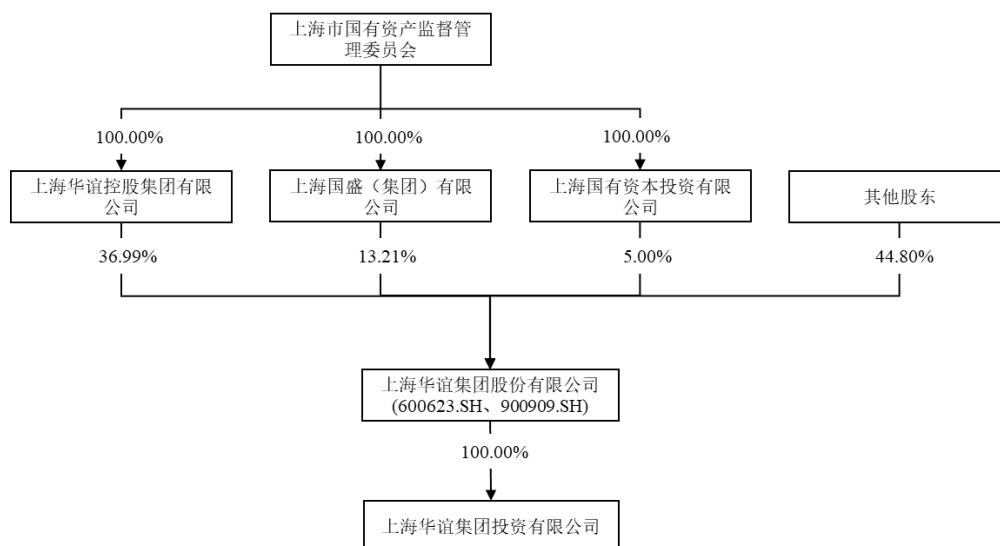 上海市国有资产监督管
理委员会
100.00%
100.00%
100.00%
上海华谊控股集团有限
公司
上海国盛（集团）有限
公司
上海国有资本投资有限
公司
其他股东
36.99%
13.21%
5.00%
44.80%
上海华谊集团股份有限公司
(600623.SH、900909.SH)
100.00%
上海华谊集团投资有限公司